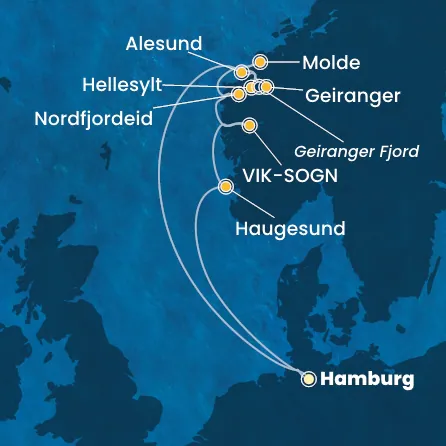 Alesund
Molde
Hellesylt
Geiranger
Nordfjordeid
Geiranger Fjord
VIK-SOGN
Haugesund
Hamburg